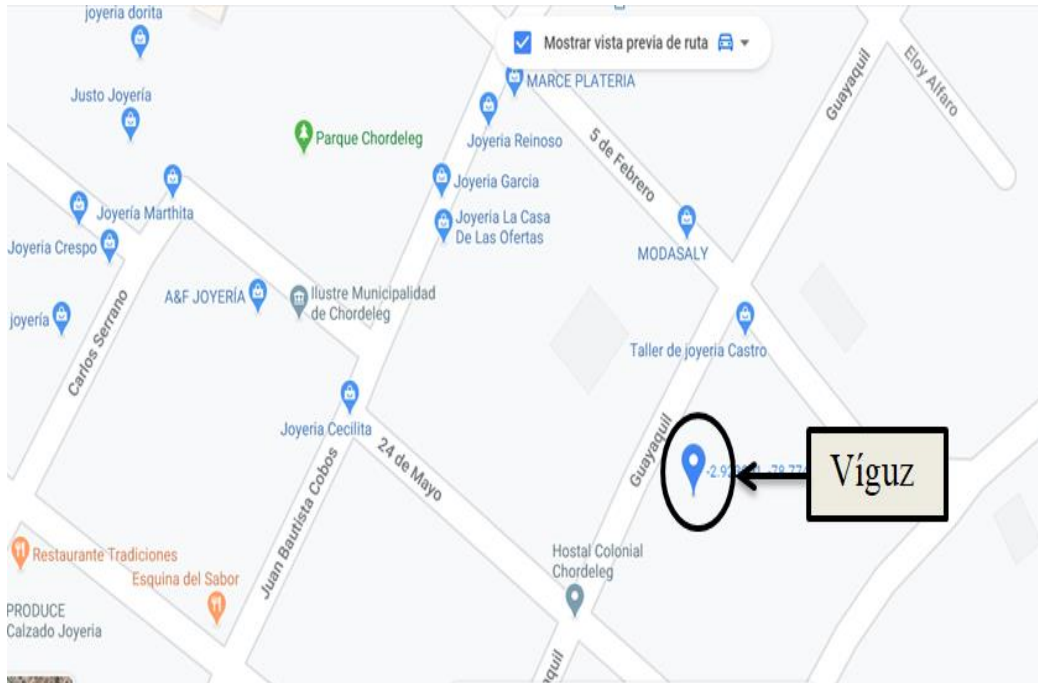 joyeria dorita
Mostrar vista previa de ruta
Guayaquil
Eloy Alfaro
MARCE PLATERIA
Justo Joyería
Parque Chordeleg
Joyeria Reinoso
5 de Febrero
Joyeria Garcia
Joyería Marthita
Joyeria La Casa
De Las Ofertas
Joyeria Crespo
MODASALY
A&F JOYERÍA
Ilustre Municipalidad
de Chordeleg
joyería
Carlos Serrano
Taller de joyeria Castro
Joyeria Cecilita
24 de Mayo
Guayaquil
Víguz
Juan Bautista Cobos
Restaurante Tradiciones
Esquina del Sabor
Hostal Colonial
Chordeleg
PRODUCE
Calzado Joyeria